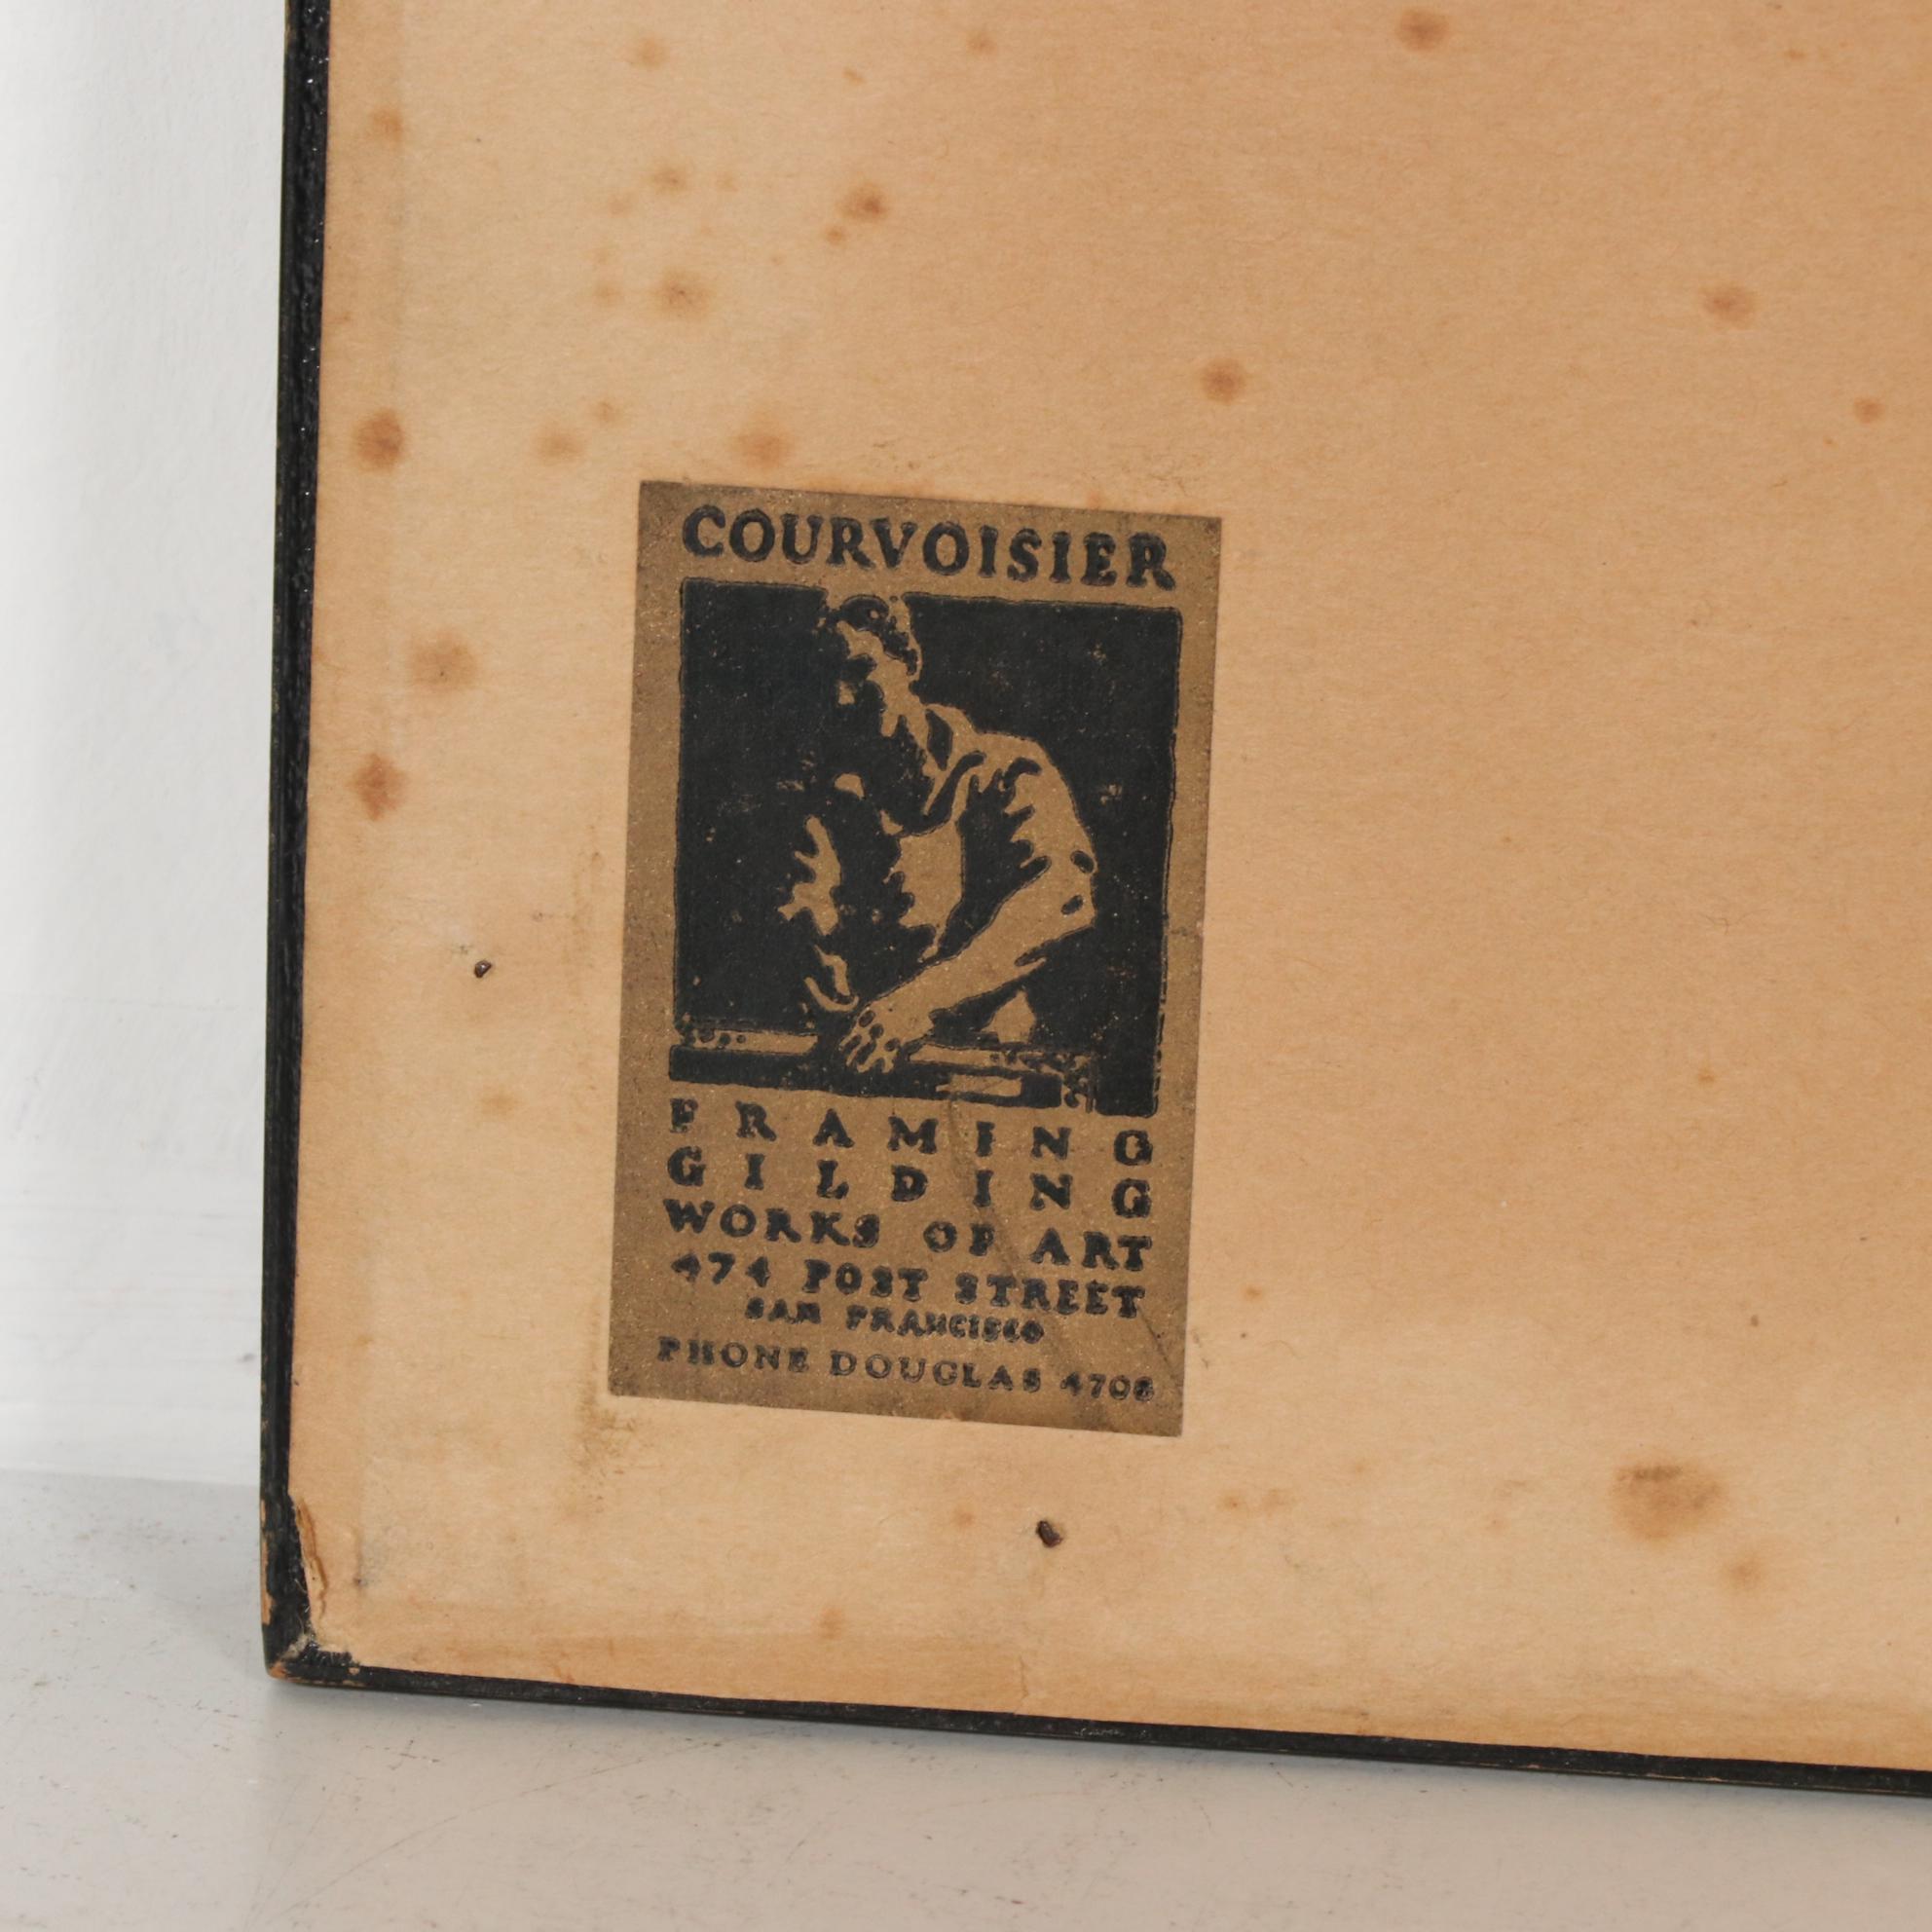 COURVOISIER
FRAMING
GILDING
WORKS OF ART
474 POST STREET
SAN FRANCISCO
PHONE DOUGLAS 4708